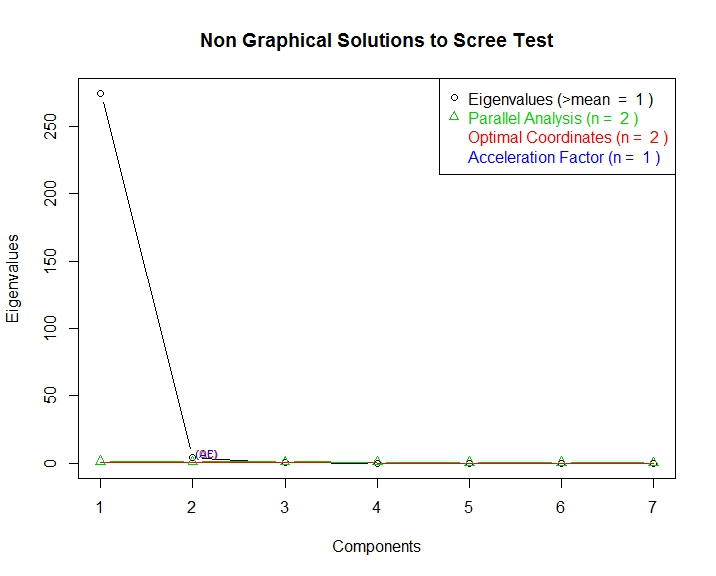 Non Graphical Solutions to Scree Test
Eigenvalues (>mean = 1 )
Parallel Analysis (n = 2 )
Optimal Coordinates (n = 2 )
Acceleration Factor (n = 1 )
Eigenvalues
250
200
150
100
50
0
1 2 3 4 5 6 7
Components